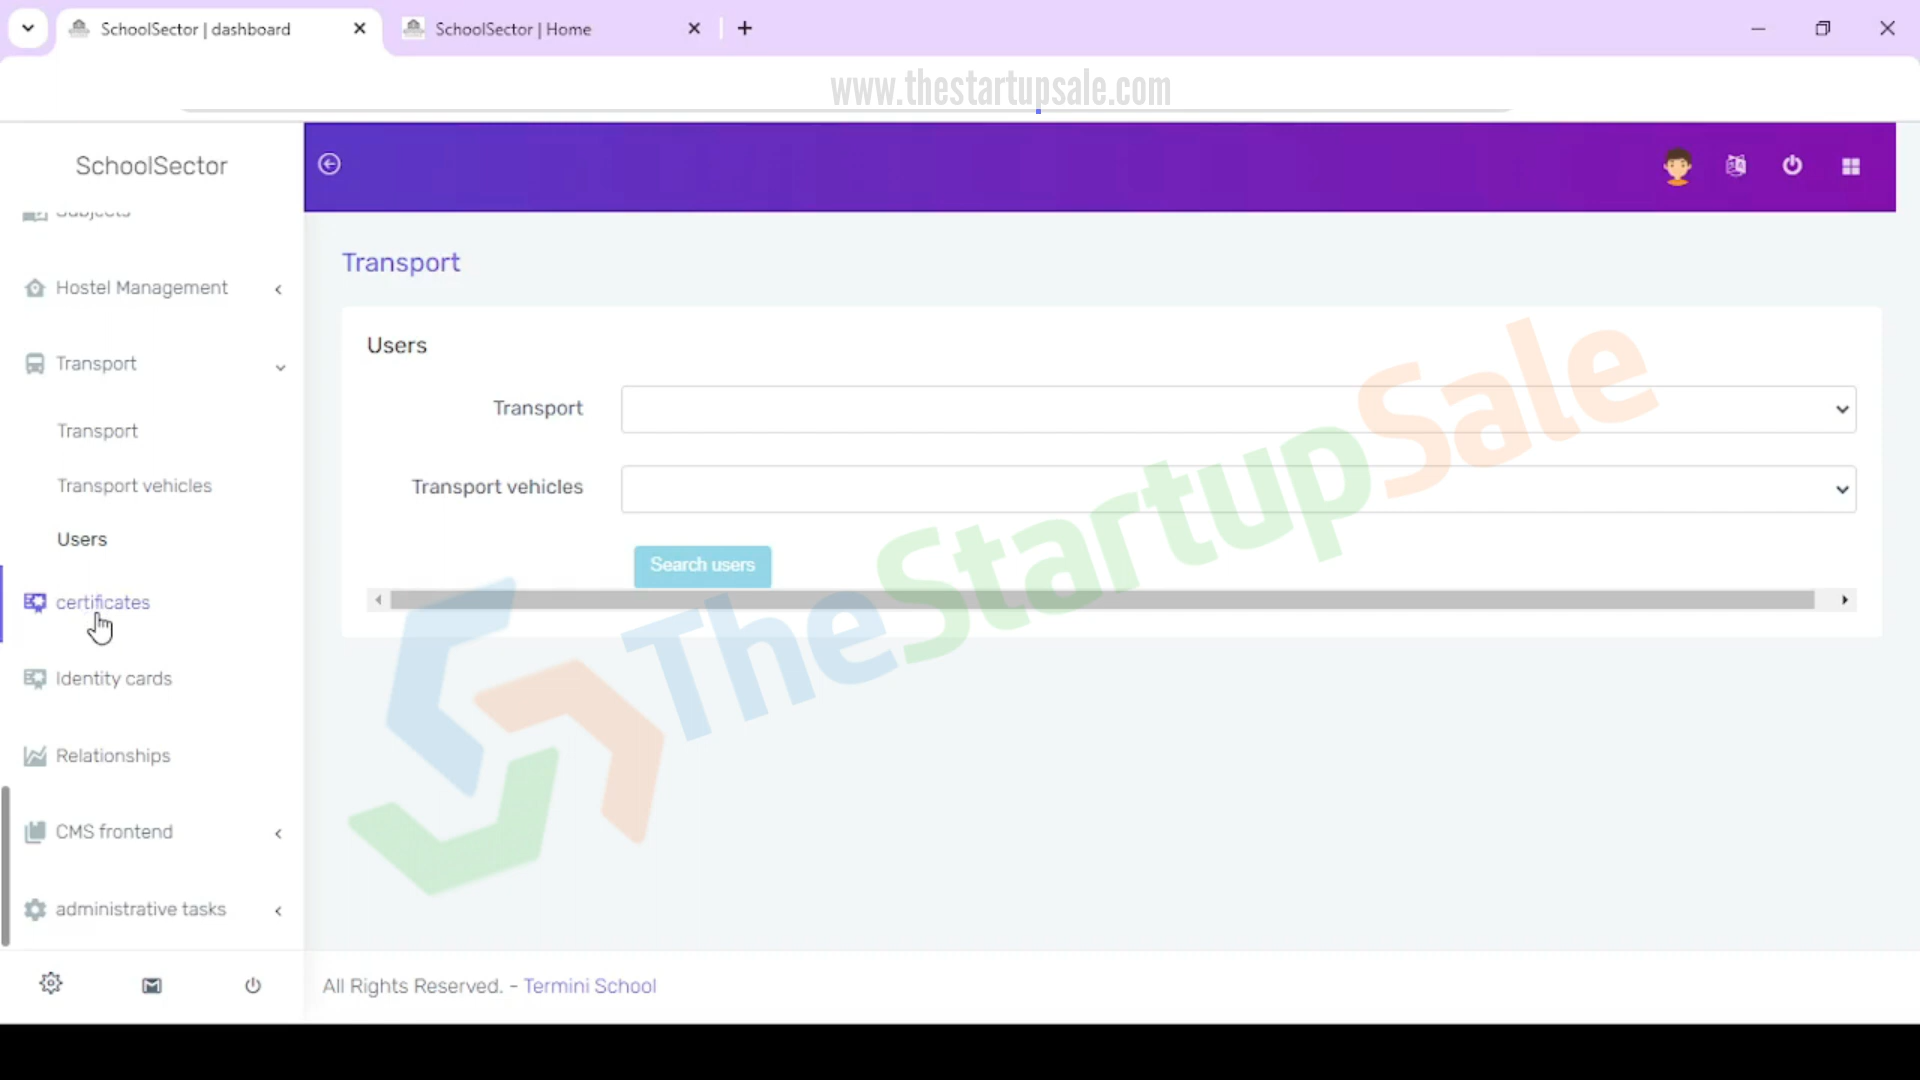 SchoolSector | dashboard
SchoolSector | Home
www.thestartupsale.com
SchoolSector
Subjects
Hostel Management
Transport
Transport
Transport vehicles
Users
certificates
Identity cards
Relationships
CMS frontend
administrative tasks
Transport
Users
Transport
Transport vehicles
Search users
TheStartupSale
All Rights Reserved. - Termini School